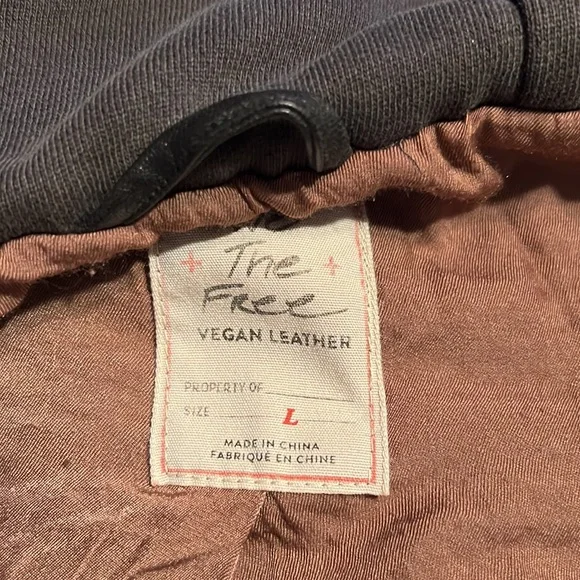 The
Free
VEGAN LEATHER
PROPERTY OF
SIZE L
MADE IN CHINA
FABRIQUÉ EN CHINE